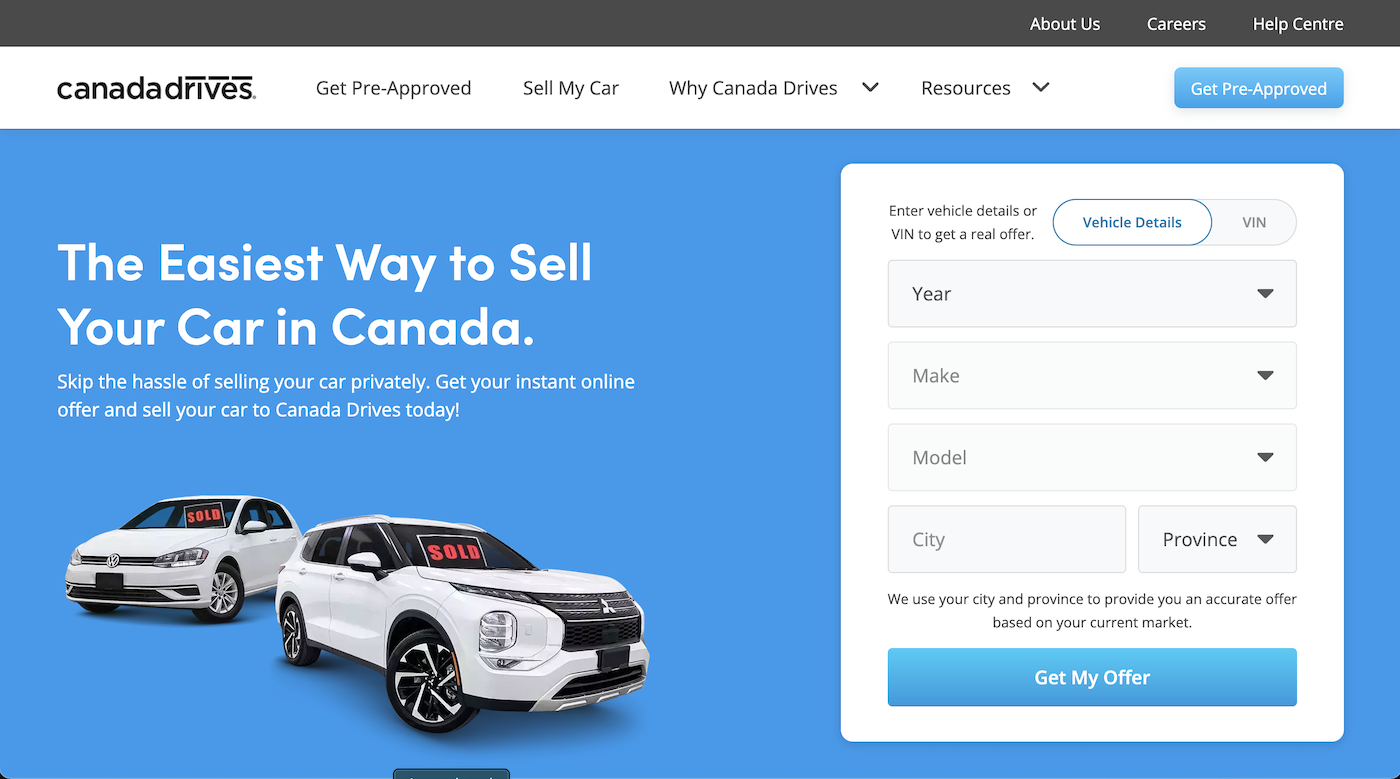 About Us
Careers
Help Centre
canadadrives®
Get Pre-Approved
Sell My Car
Why Canada Drives
Resources
Get Pre-Approved
The Easiest Way to Sell
Your Car in Canada.
Skip the hassle of selling your car privately. Get your instant online
offer and sell your car to Canada Drives today!
SOLD
SOLD
Enter vehicle details or
VIN to get a real offer.
Vehicle Details
VIN
Year
Make
Model
City
Province
We use your city and province to provide you an accurate offer
based on your current market.
Get My Offer